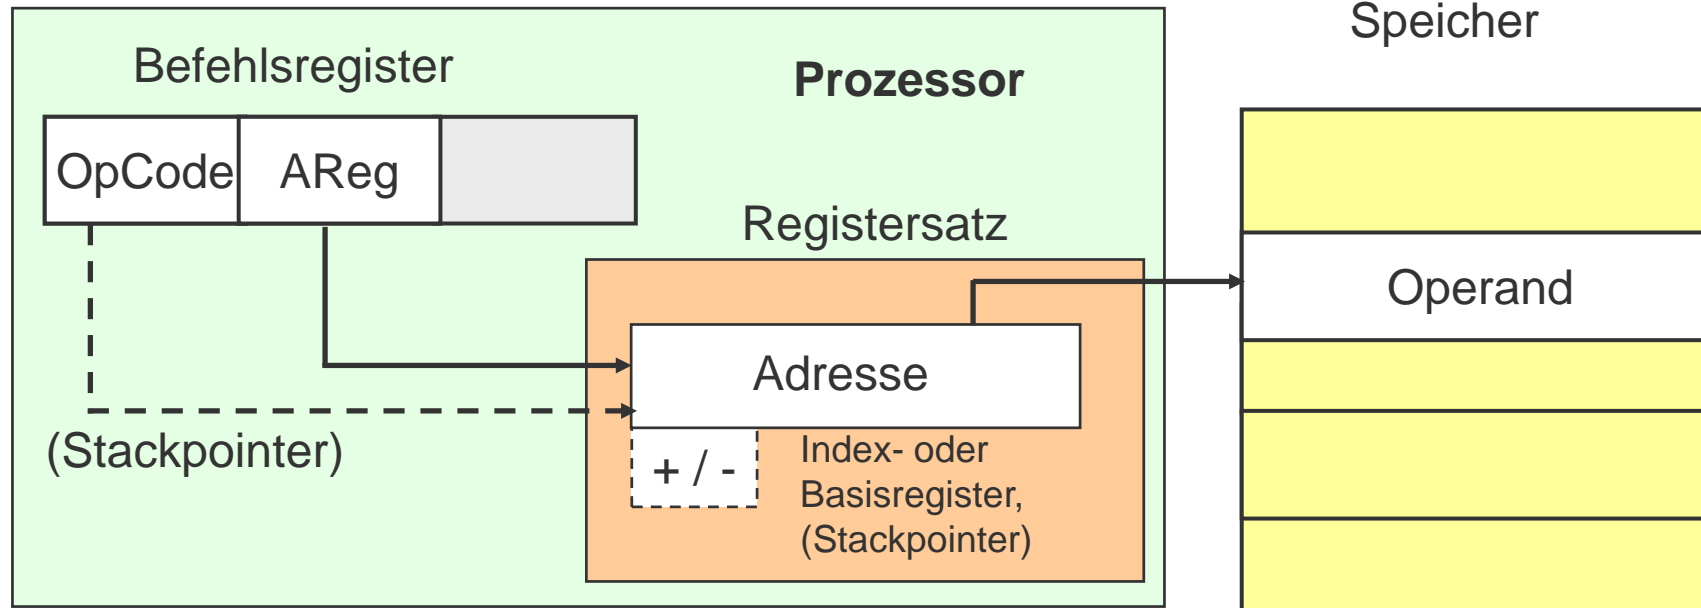 Speicher
Befehlsregister
Prozessor
OpCode
AReg
Registersatz
Operand
Adresse
(Stackpointer)
+ / -
Index- oder
Basisregister,
(Stackpointer)